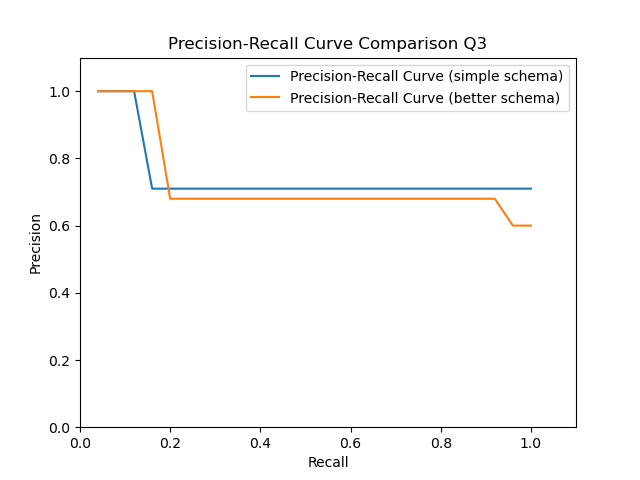 Precision-Recall Curve Comparison Q3
Precision-Recall Curve (simple schema)
Precision-Recall Curve (better schema)
1.0
0.8
0.6
0.4
0.2
0.0
Precision
0.0 0.2 0.4 0.6 0.8 1.0
Recall